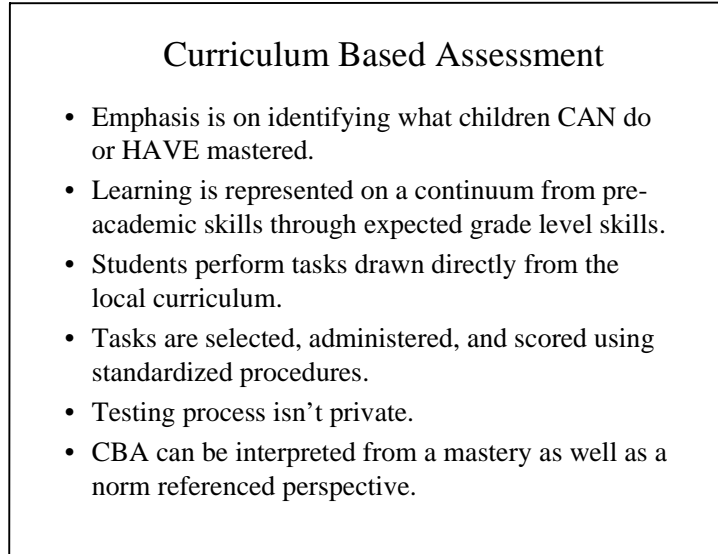 Curriculum Based Assessment
• Emphasis is on identifying what children CAN do
or HAVE mastered.
• Learning is represented on a continuum from pre-
academic skills through expected grade level skills.
• Students perform tasks drawn directly from the
local curriculum.
• Tasks are selected, administered, and scored using
standardized procedures.
• Testing process isn’t private.
• CBA can be interpreted from a mastery as well as a
norm referenced perspective.